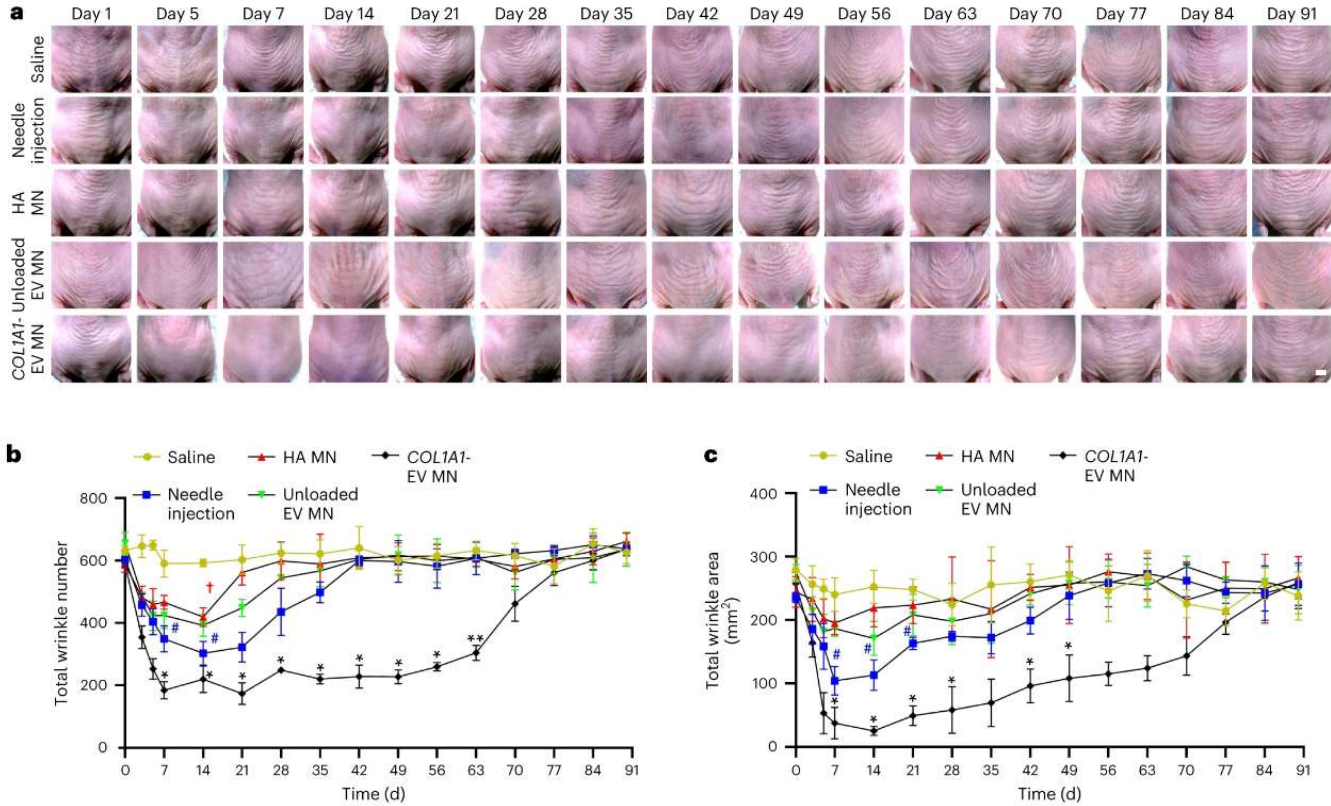 a
Day 1 Day 5 Day 7 Day 14 Day 21 Day 28 Day 35 Day 42 Day 49 Day 56 Day 63 Day 70 Day 77 Day 84 Day 91
Saline
Needle
injection
HA
MN
Unloaded
EV MN
COL1A1-
EV MN
b
Saline HA MN COL1A1-
EV MN
Needle
injection
Unloaded
EV MN
Total wrinkle number
800
600
400
200
0
†
# #
* * * * * * * * * **
0 7 14 21 28 35 42 49 56 63 70 77 84 91
Time (d)
c
Saline HA MN COL1A1-
EV MN
Needle
injection
Unloaded
EV MN
Total wrinkle area
(mm2)
400
300
200
100
0
# # #
* * * * * *
0 7 14 21 28 35 42 49 56 63 70 77 84 91
Time (d)